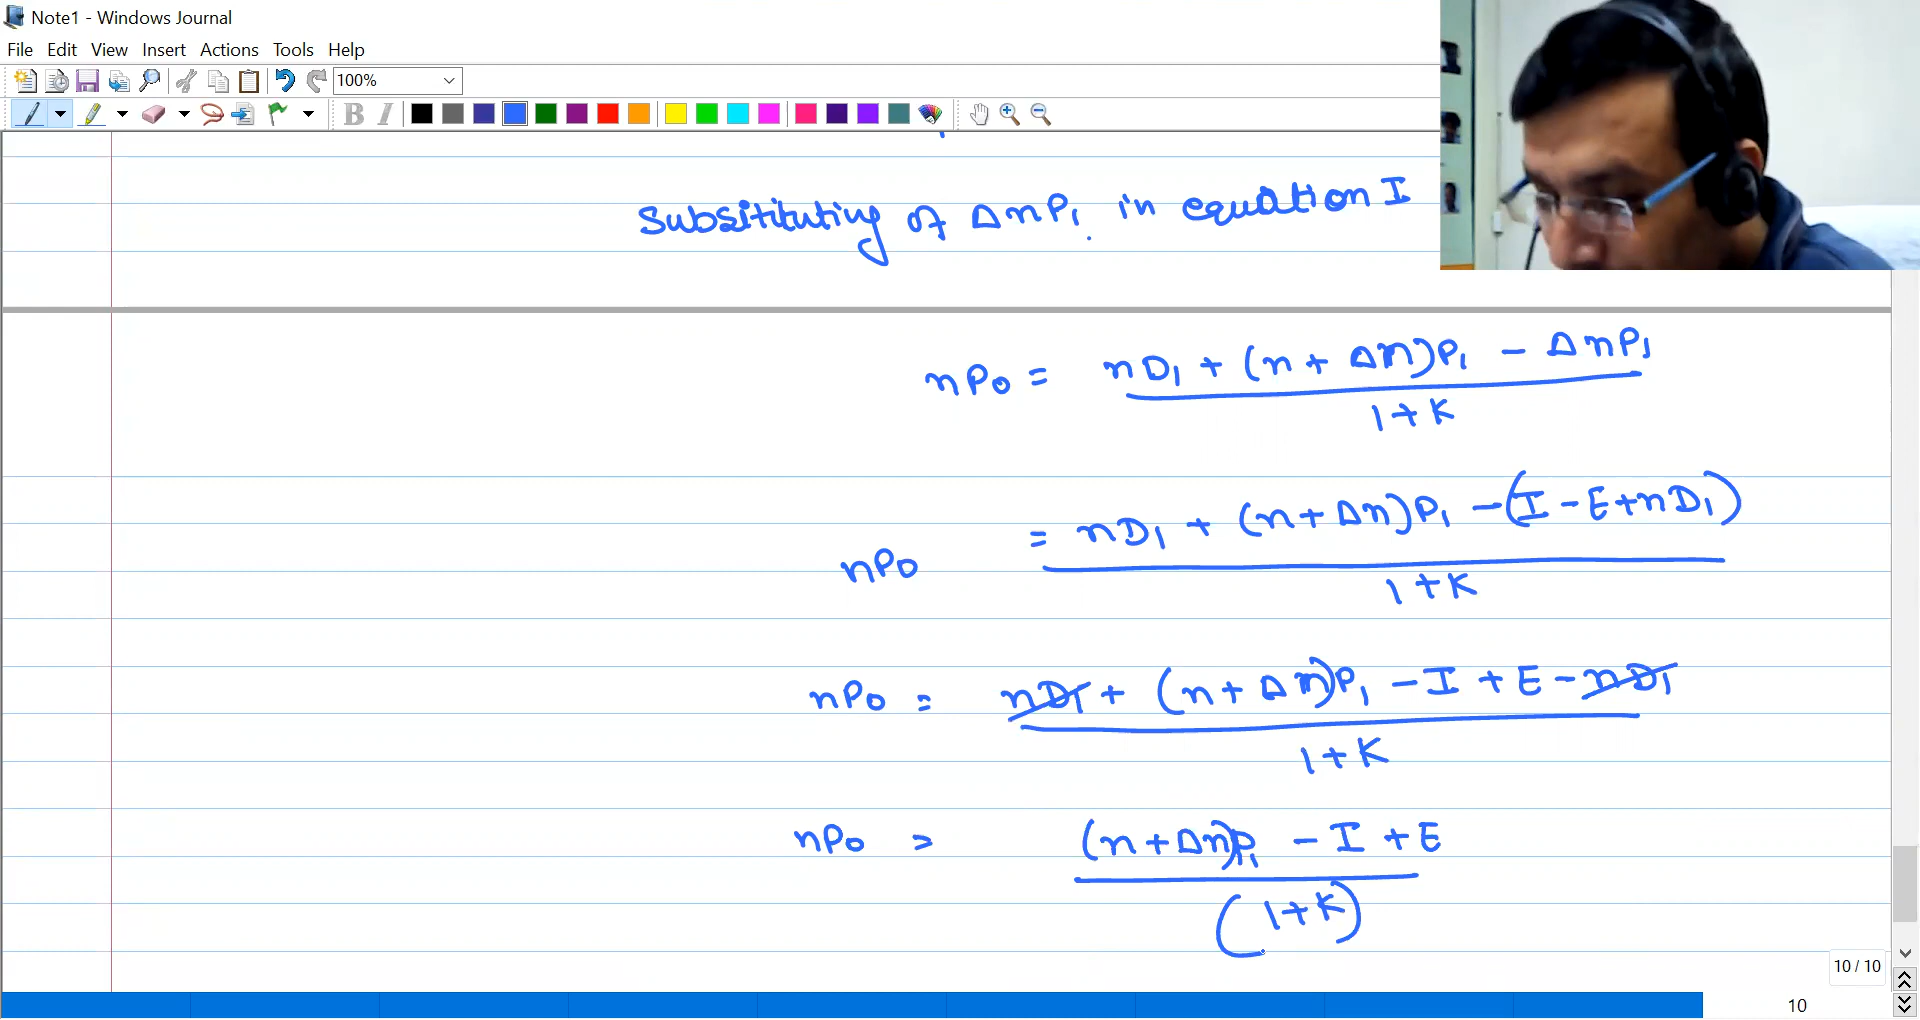 Note1 - Windows Journal
File Edit View Insert Actions Tools Help
100%
B I
Subsitituting of ΔnP₁ in equation I
nP₀ = nD₁ + (n + Δn)P₁ - ΔnP₁
1+K
nP₀ = nD₁ + (n+Δn)P₁ - (I - E+nD₁)
1+K
nP₀ = nD₁ + (n+Δn)P₁ - I + E - nD₁
1+K
nP₀ = (n+Δn)P₁ - I + E
(1+K)
10 / 10
10